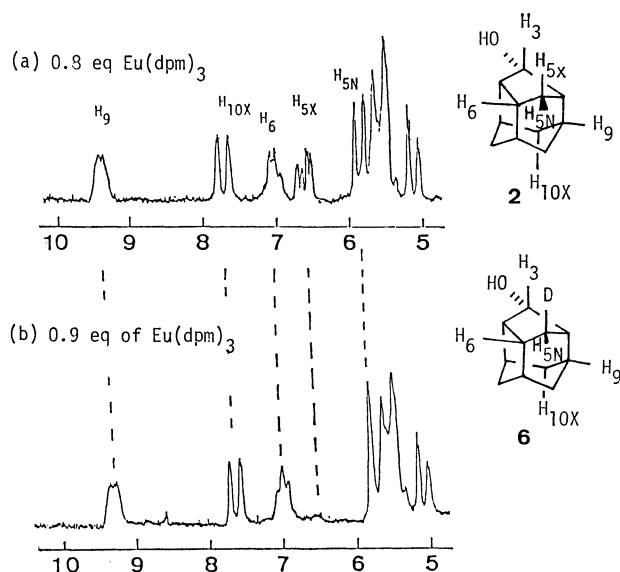 (a) 0.8 eq Eu(dpm)3
H9
H10X
H6
H5X
H5N
10 9 8 7 6 5
H3
HO
H5X
H6
H5N
H9
H10X
2
(b) 0.9 eq of Eu(dpm)3
10 9 8 7 6 5
H3
HO
D
H6
H5N
H9
H10X
6